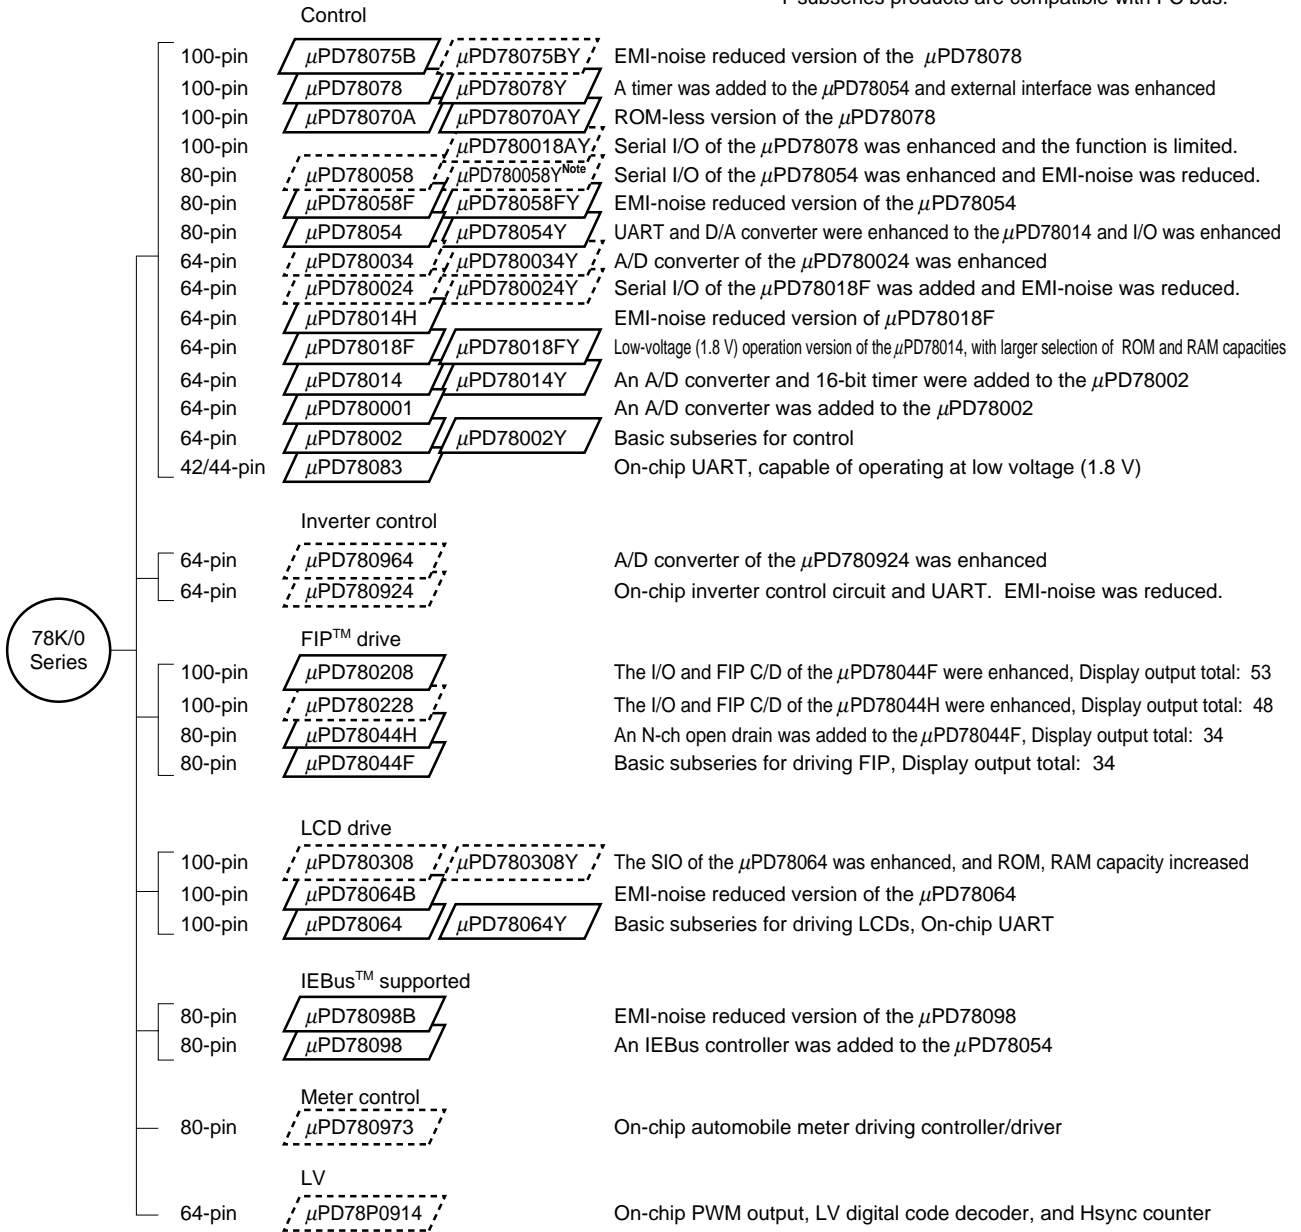 Y subseries products are compatible with I²C bus.
Control
100-pin μPD78075B μPD78075BY EMI-noise reduced version of the μPD78078
100-pin μPD78078 μPD78078Y A timer was added to the μPD78054 and external interface was enhanced
100-pin μPD78070A μPD78070AY ROM-less version of the μPD78078
100-pin μPD780018AY Serial I/O of the μPD78078 was enhanced and the function is limited.
80-pin μPD780058 μPD780058Y Note Serial I/O of the μPD78054 was enhanced and EMI-noise was reduced.
80-pin μPD78058F μPD78058FY EMI-noise reduced version of the μPD78054
80-pin μPD78054 μPD78054Y UART and D/A converter were enhanced to the μPD78014 and I/O was enhanced
64-pin μPD780034 μPD780034Y A/D converter of the μPD780024 was enhanced
64-pin μPD780024 μPD780024Y Serial I/O of the μPD78018F was added and EMI-noise was reduced.
64-pin μPD78014H EMI-noise reduced version of μPD78018F
64-pin μPD78018F μPD78018FY Low-voltage (1.8 V) operation version of the μPD78014, with larger selection of ROM and RAM capacities
64-pin μPD78014 μPD78014Y An A/D converter and 16-bit timer were added to the μPD78002
64-pin μPD780001 An A/D converter was added to the μPD78002
64-pin μPD78002 μPD78002Y Basic subseries for control
42/44-pin μPD78083 On-chip UART, capable of operating at low voltage (1.8 V)
Inverter control
64-pin μPD780964 A/D converter of the μPD780924 was enhanced
64-pin μPD780924 On-chip inverter control circuit and UART. EMI-noise was reduced.
78K/0
Series
FIP™ drive
100-pin μPD780208 The I/O and FIP C/D of the μPD78044F were enhanced, Display output total: 53
100-pin μPD780228 The I/O and FIP C/D of the μPD78044H were enhanced, Display output total: 48
80-pin μPD78044H An N-ch open drain was added to the μPD78044F, Display output total: 34
80-pin μPD78044F Basic subseries for driving FIP, Display output total: 34
LCD drive
100-pin μPD780308 μPD780308Y The SIO of the μPD78064 was enhanced, and ROM, RAM capacity increased
100-pin μPD78064B EMI-noise reduced version of the μPD78064
100-pin μPD78064 μPD78064Y Basic subseries for driving LCDs, On-chip UART
IEBus™ supported
80-pin μPD78098B EMI-noise reduced version of the μPD78098
80-pin μPD78098 An IEBus controller was added to the μPD78054
Meter control
80-pin μPD780973 On-chip automobile meter driving controller/driver
LV
64-pin μPD78P0914 On-chip PWM output, LV digital code decoder, and Hsync counter